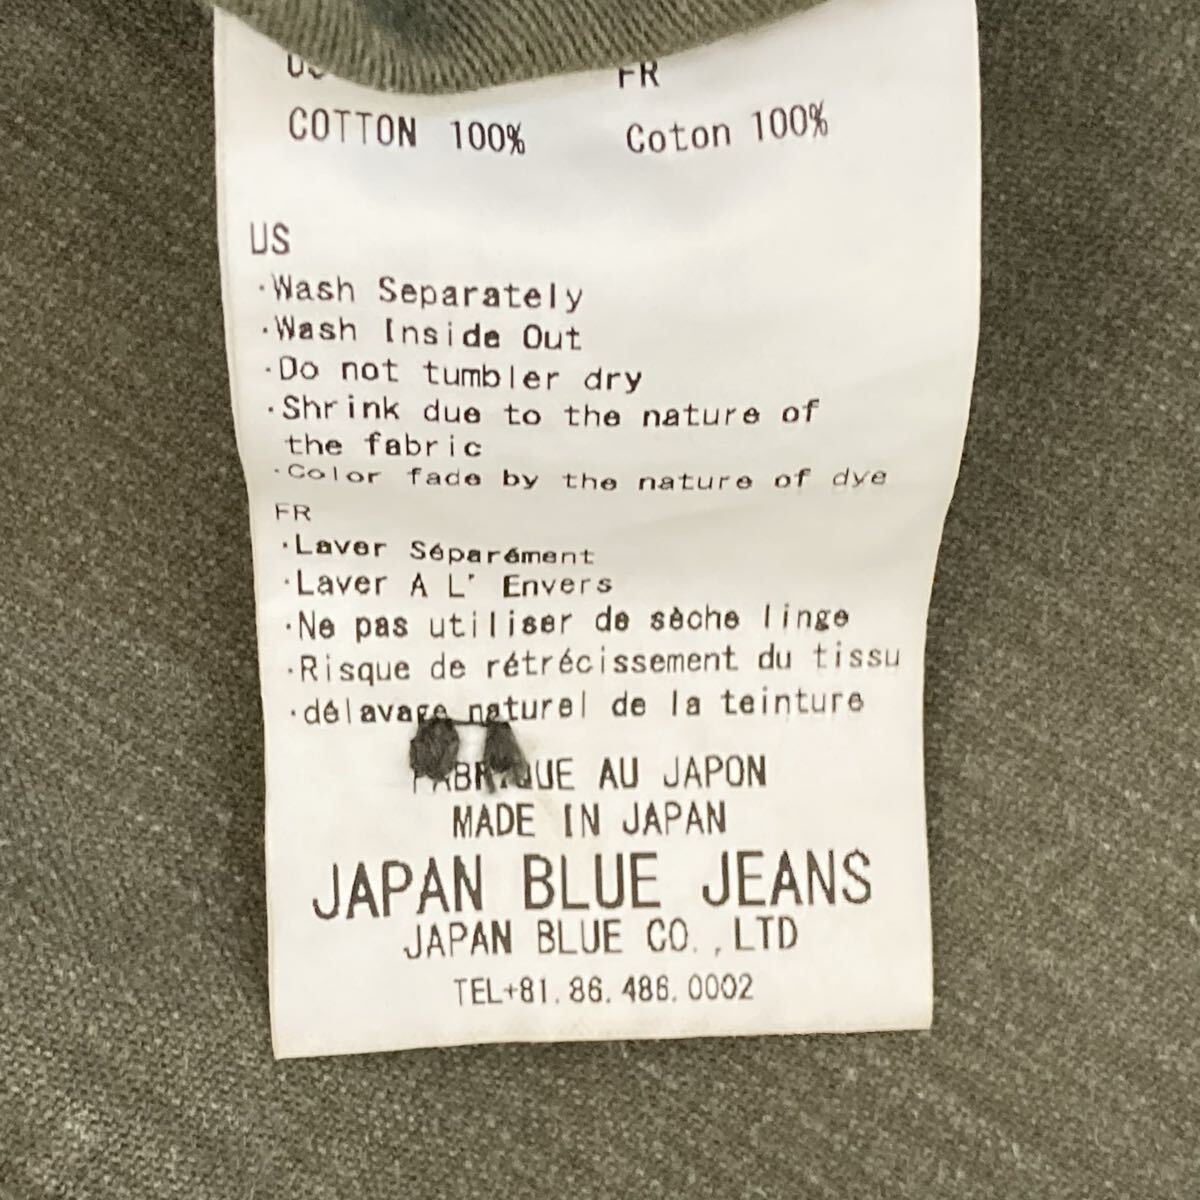 US FR
COTTON 100% Coton 100%
US
·Wash Separately
·Wash Inside Out
·Do not tumbler dry
·Shrink due to the nature of
the fabric
·Color fade by the nature of dye
FR
·Laver Séparément
·Laver A L' Envers
·Ne pas utiliser de sèche linge
·Risque de rétrécissement du tissu
·délavage naturel de la teinture
FABRIQUE AU JAPON
MADE IN JAPAN
JAPAN BLUE JEANS
JAPAN BLUE CO.,LTD
TEL+81.86.486.0002